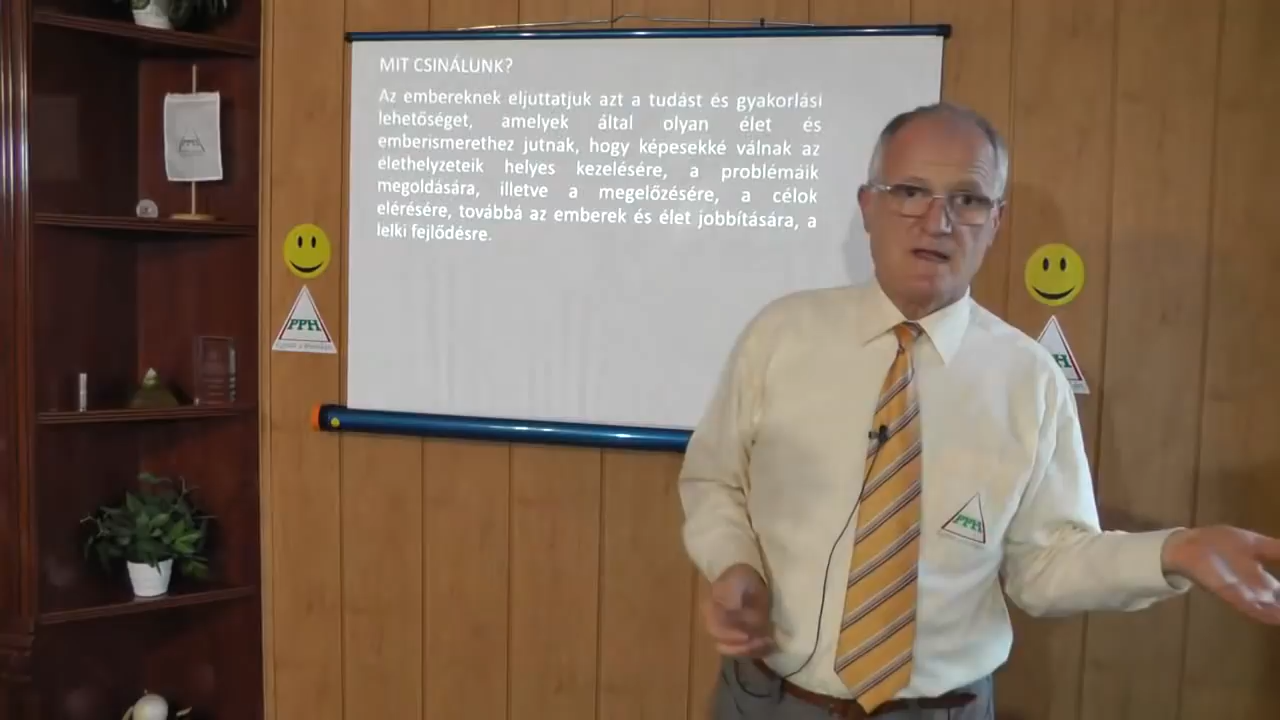 MIT CSINÁLUNK?
Az embereknek eljuttatjuk azt a tudást és gyakorlási
lehetőséget, amelyek által olyan élet és
emberismerethez jutnak, hogy képesekké válnak az
élethelyzeteik helyes kezelésére, a problémáik
megoldására, illetve a megelőzésére, a célok
elérésére, továbbá az emberek és élet jobbítására, a
lelki fejlődésre.
PPH
H
PPH